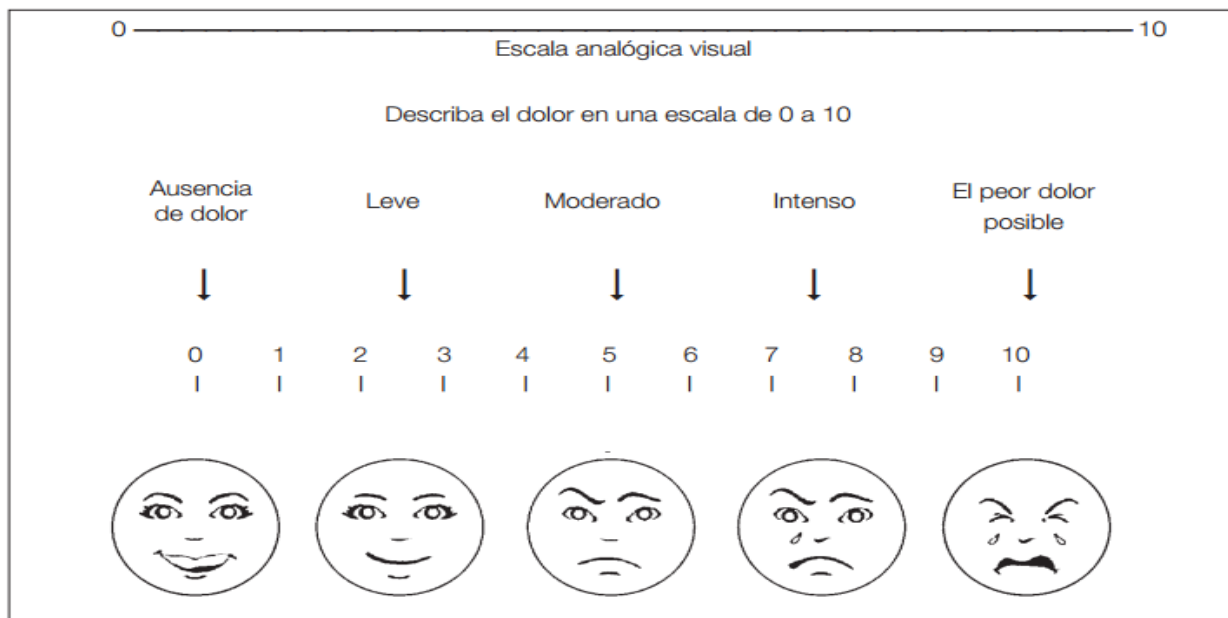 0 10
Escala analógica visual
Describa el dolor en una escala de 0 a 10
Ausencia de dolor
Leve
Moderado
Intenso
El peor dolor posible
0 1 2 3 4 5 6 7 8 9 10